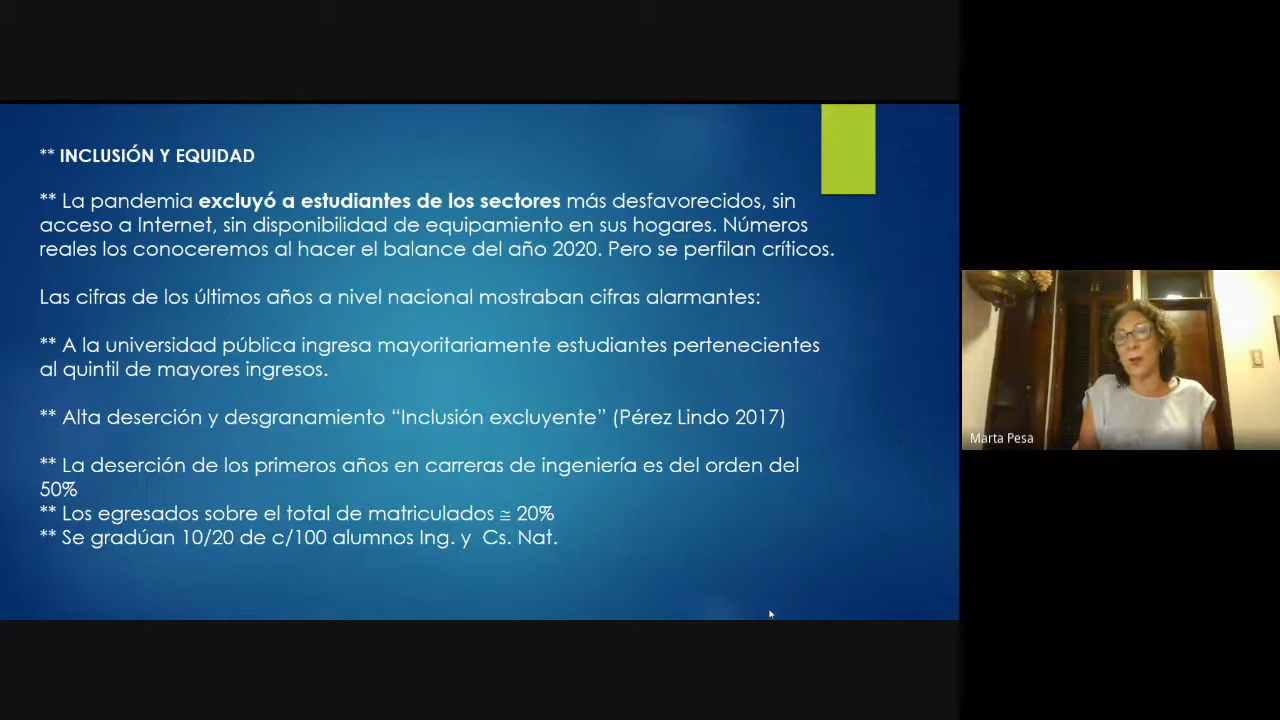 ** INCLUSIÓN Y EQUIDAD
** La pandemia excluyó a estudiantes de los sectores más desfavorecidos, sin
acceso a Internet, sin disponibilidad de equipamiento en sus hogares. Números
reales los conoceremos al hacer el balance del año 2020. Pero se perfilan críticos.
Las cifras de los últimos años a nivel nacional mostraban cifras alarmantes:
** A la universidad pública ingresa mayoritariamente estudiantes pertenecientes
al quintil de mayores ingresos.
** Alta deserción y desgranamiento “Inclusión excluyente” (Pérez Lindo 2017)
** La deserción de los primeros años en carreras de ingeniería es del orden del
50%
** Los egresados sobre el total de matriculados ≅ 20%
** Se gradúan 10/20 de c/100 alumnos Ing. y  Cs. Nat.
Marta Pesa